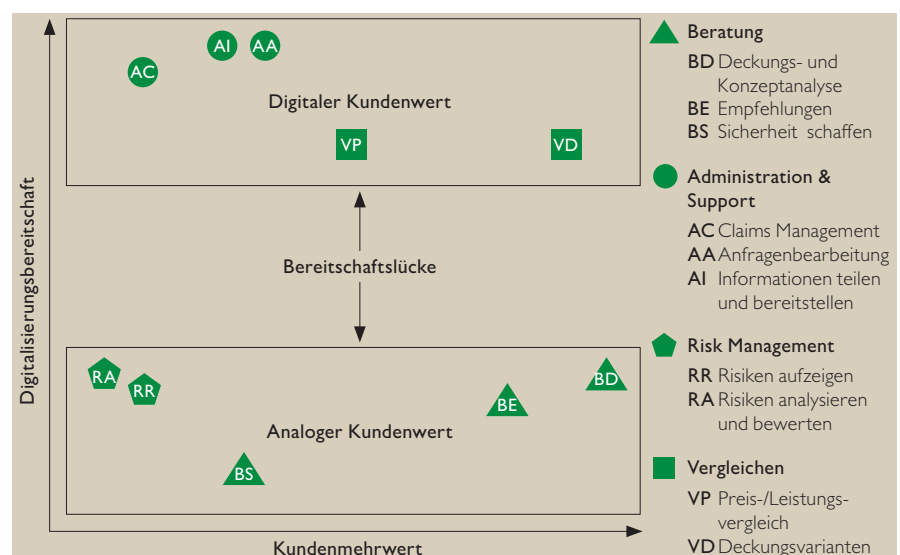 Digitalisierungsbereitschaft
AI
AA
AC
Digitaler Kundenwert
VP
VD
Bereitschaftslücke
RA
RR
BD
BE
Analoger Kundenwert
BS
Kundenmehrwert
Beratung
BD Deckungs- und
Konzeptanalyse
BE Empfehlungen
BS Sicherheit schaffen
Administration &
Support
AC Claims Management
AA Anfragenbearbeitung
AI Informationen teilen
und bereitstellen
Risk Management
RR Risiken aufzeigen
RA Risiken analysieren
und bewerten
Vergleichen
VP Preis-/Leistungs-
vergleich
VD Deckungsvarianten